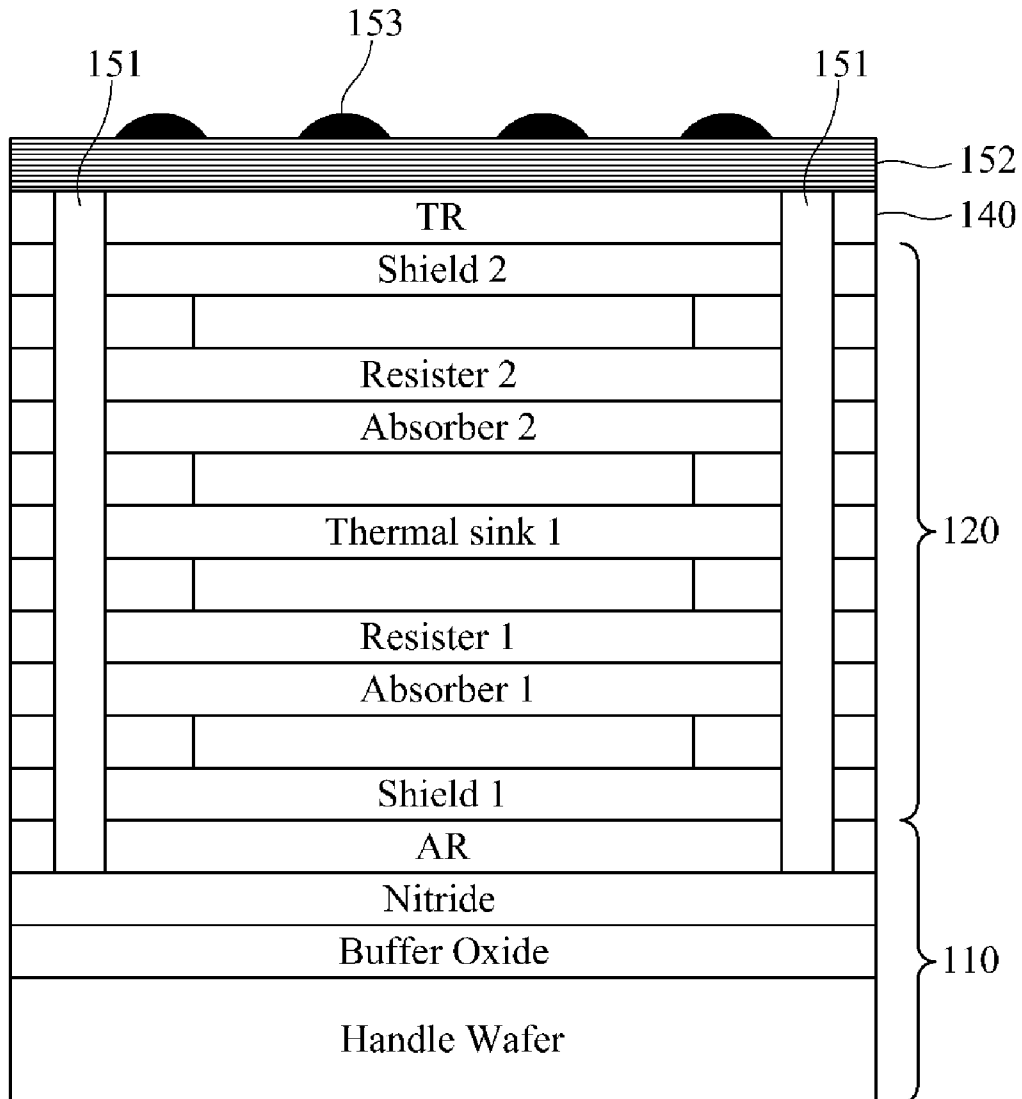 153
151
151
152
TR
140
Shield 2
Resister 2
Absorber 2
Thermal sink 1
120
Resister 1
Absorber 1
Shield 1
AR
Nitride
Buffer Oxide
110
Handle Wafer